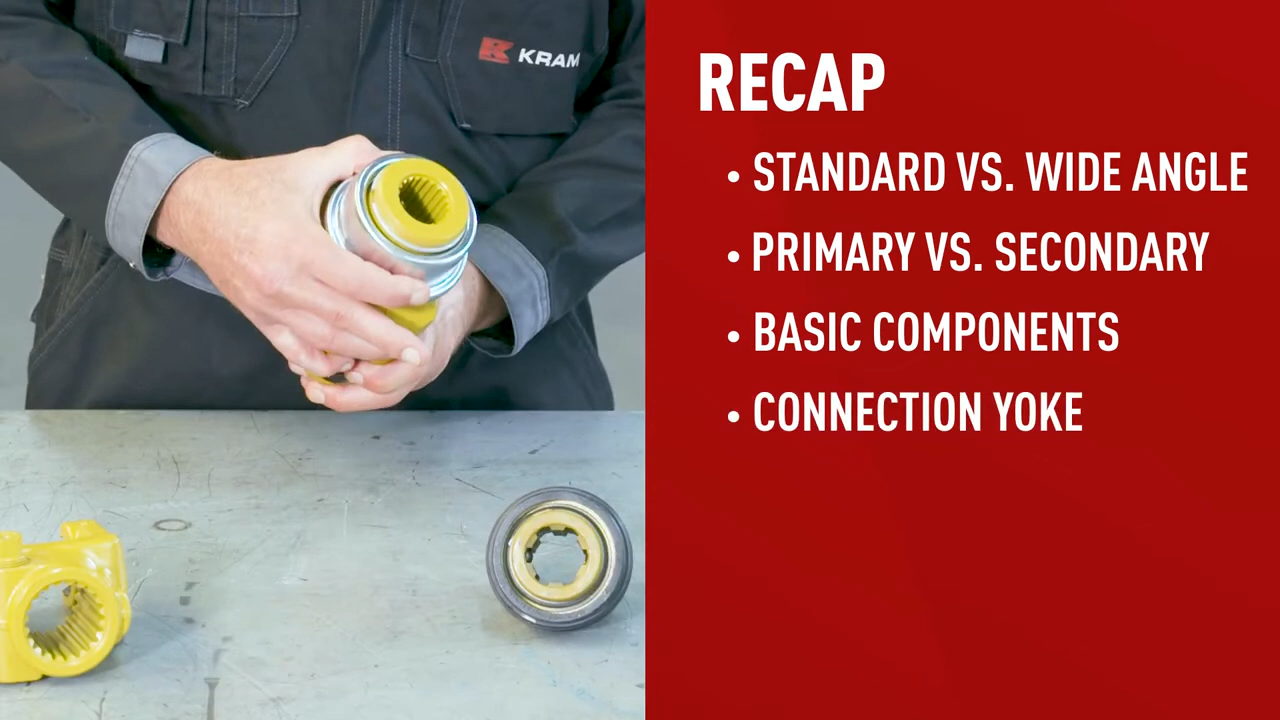 KRAM
RECAP
• STANDARD VS. WIDE ANGLE
• PRIMARY VS. SECONDARY
• BASIC COMPONENTS
• CONNECTION YOKE